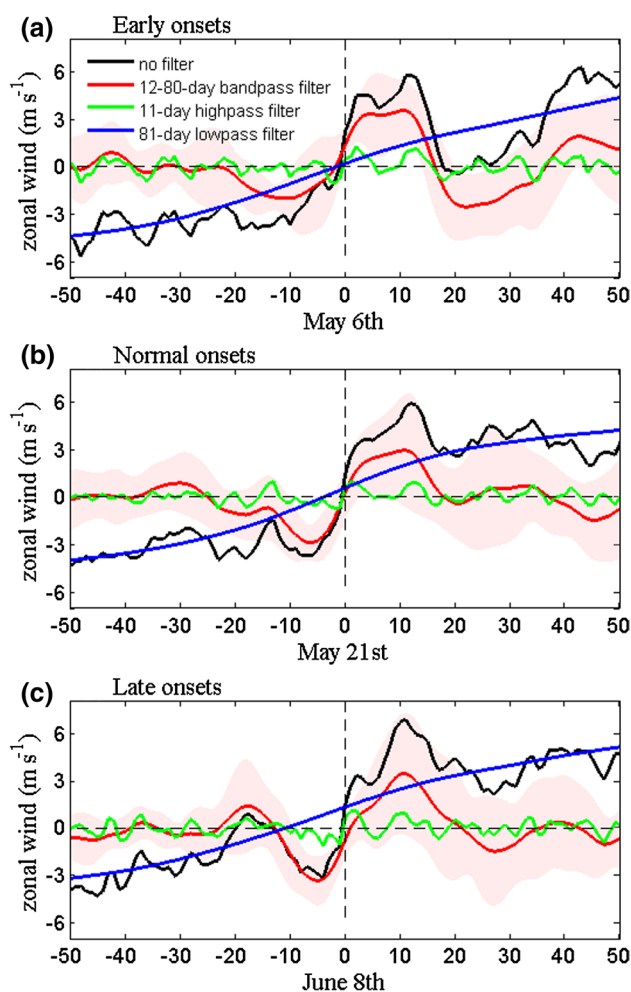 (a) Early onsets
6
3
0
-3
-6
zonal wind (m s-1)
no filter
12-80-day bandpass filter
11-day highpass filter
81-day lowpass filter
-50 -40 -30 -20 -10 0 10 20 30 40 50
May 6th
(b) Normal onsets
6
3
0
-3
-6
zonal wind (m s-1)
-50 -40 -30 -20 -10 0 10 20 30 40 50
May 21st
(c) Late onsets
6
3
0
-3
-6
zonal wind (m s-1)
-50 -40 -30 -20 -10 0 10 20 30 40 50
June 8th